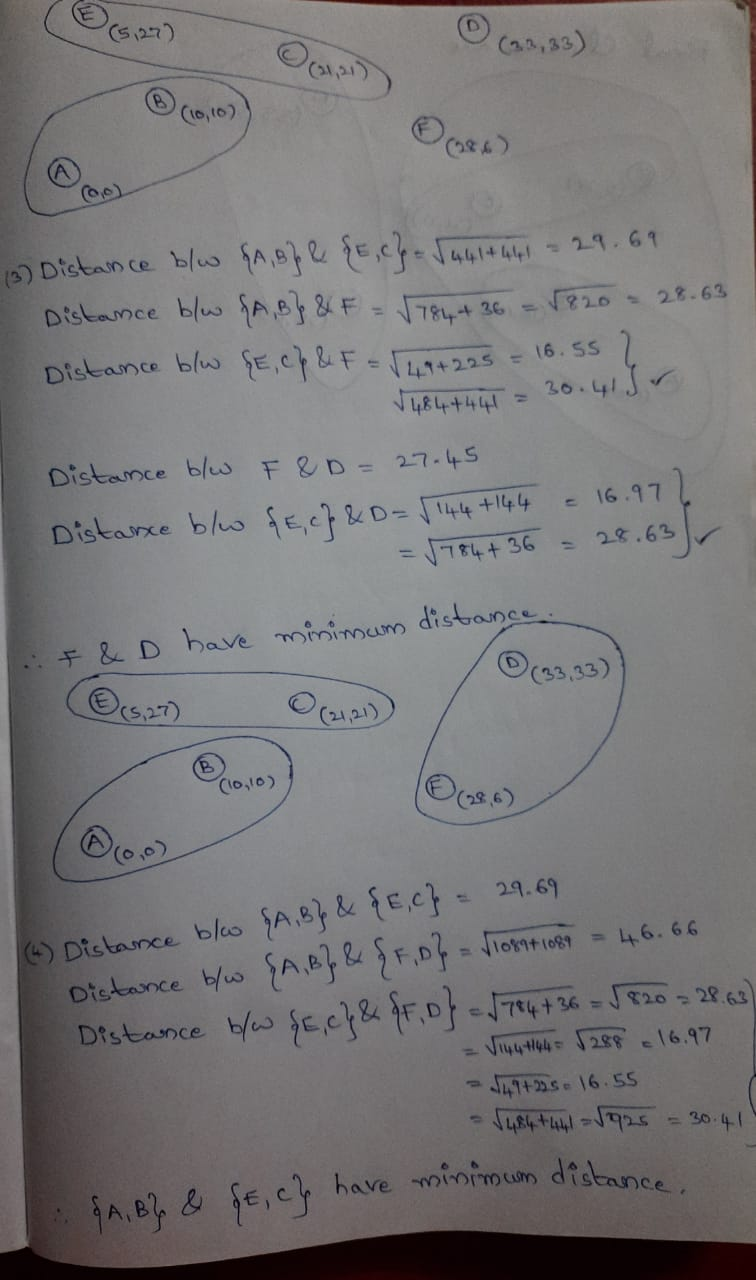 Ⓔ (5,27)
Ⓓ (33,33)
Ⓒ (21,21)
Ⓑ (10,10)
Ⓕ (28,6)
Ⓐ (0,0)
(3) Distance b/w {A,B} & {E,C} = √441+441 = 29.69
Distance b/w {A,B} & F = √784+36 = √820 = 28.63
Distance b/w {E,C} & F = √49+225 = 16.55
√484+441 = 30.41 } ✓
Distance b/w F & D = 27.45
Distance b/w {E,C} & D = √144+144 = 16.97
= √784+36 = 28.63 } ✓
∴ F & D have minimum distance.
Ⓓ (33,33)
Ⓔ (5,27) Ⓒ (21,21)
Ⓑ (10,10)
Ⓕ (28,6)
Ⓐ (0,0)
(4) Distance b/w {A,B} & {E,C} = 29.69
Distance b/w {A,B} & {F,D} = √1089+1089 = 46.66
Distance b/w {E,C} & {F,D} = √784+36 = √820 = 28.63
= √144+144 = √288 = 16.97
= √49+225 = 16.55
= √484+441 = √925 = 30.41
∴ {A,B} & {E,C} have minimum distance.